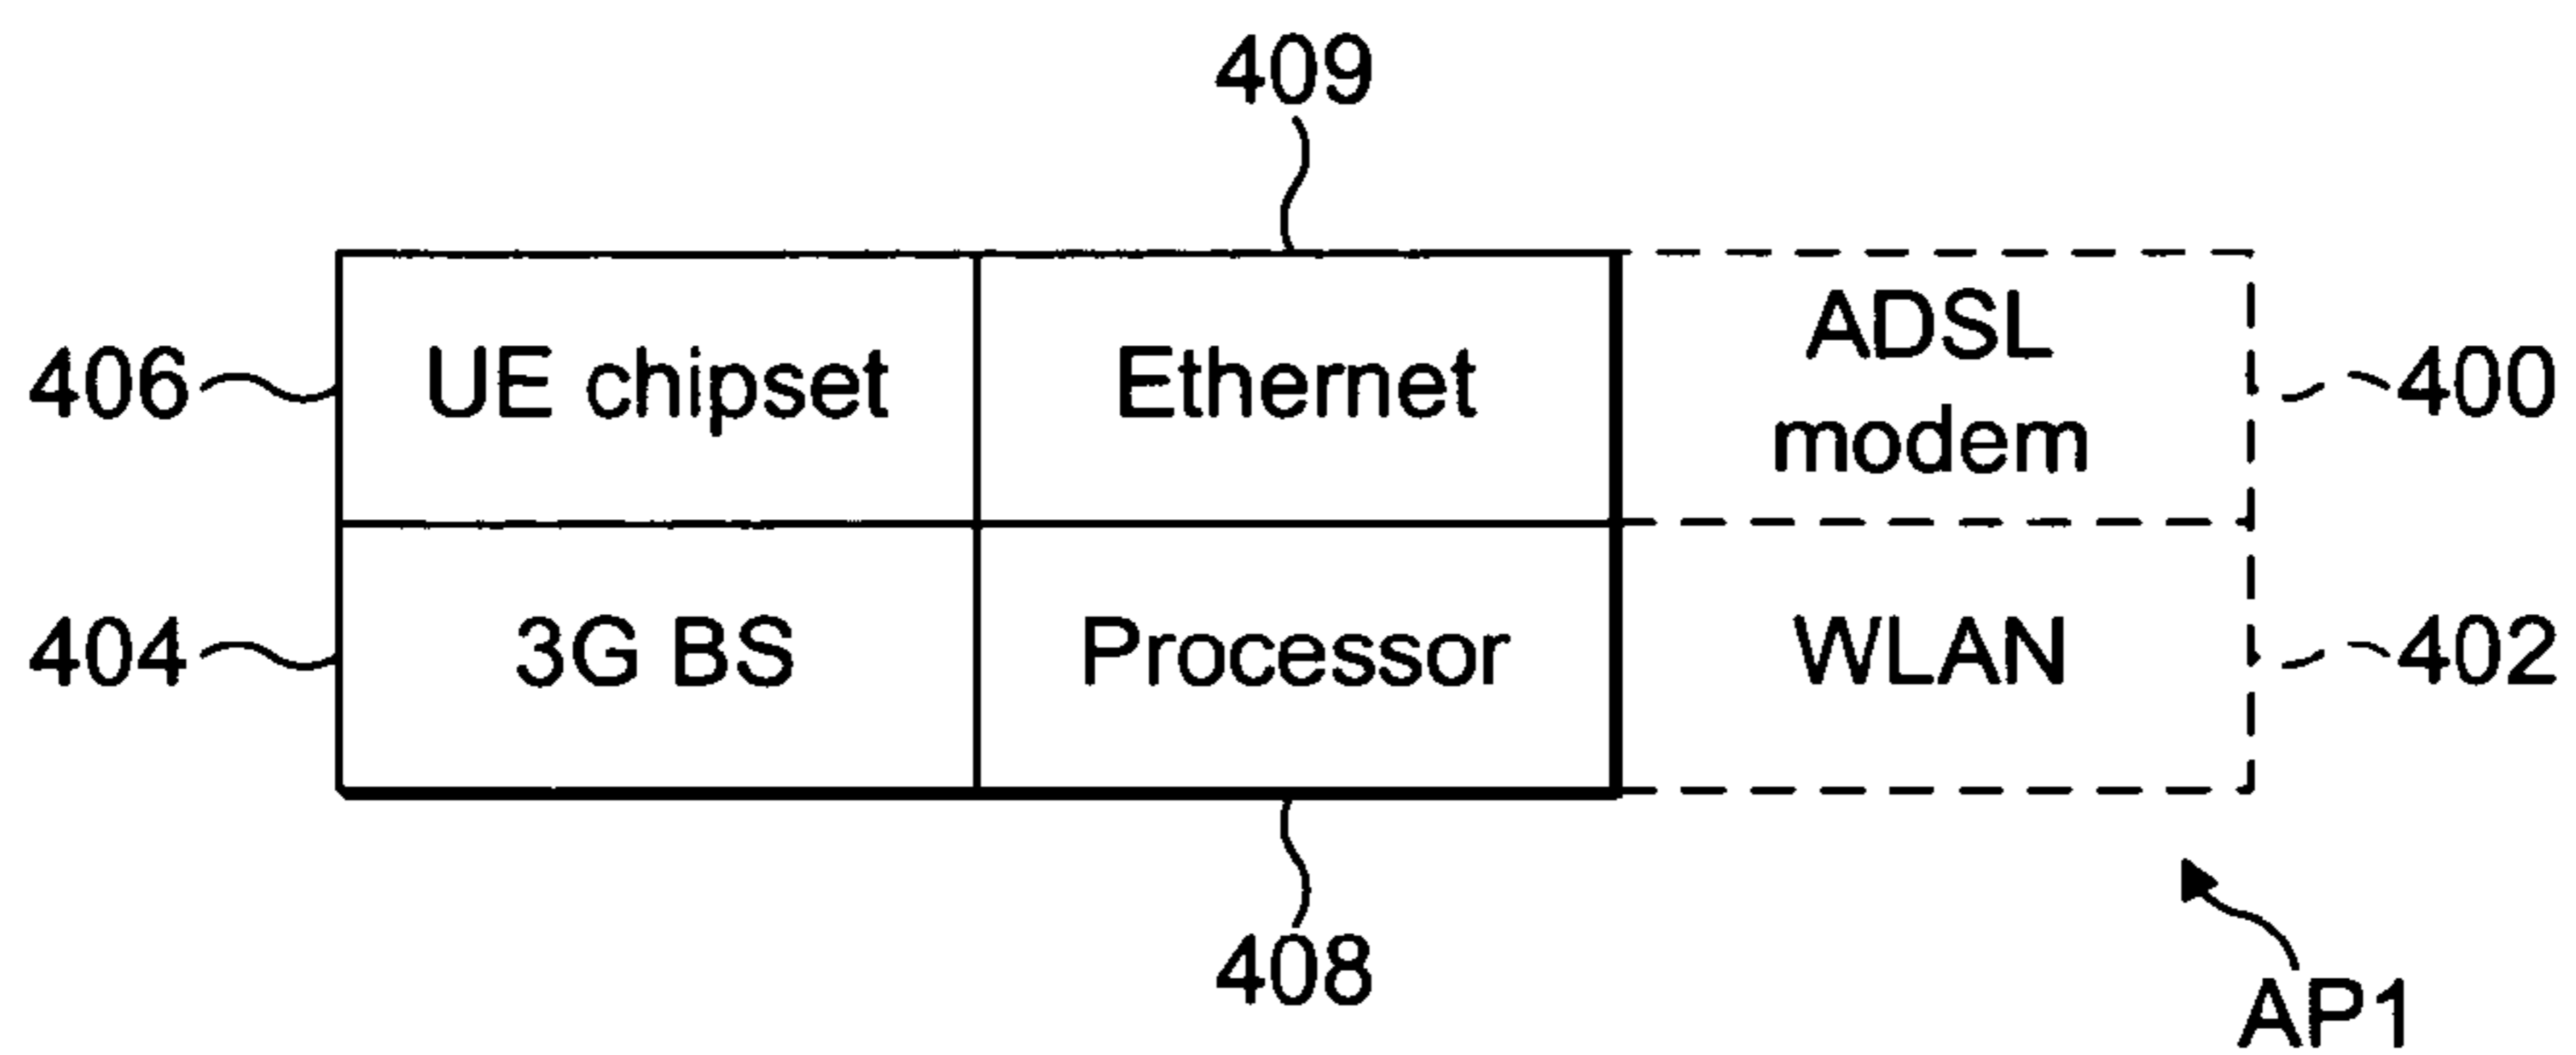 409
406 UE chipset Ethernet ADSL modem 400
404 3G BS Processor WLAN 402
408
AP1